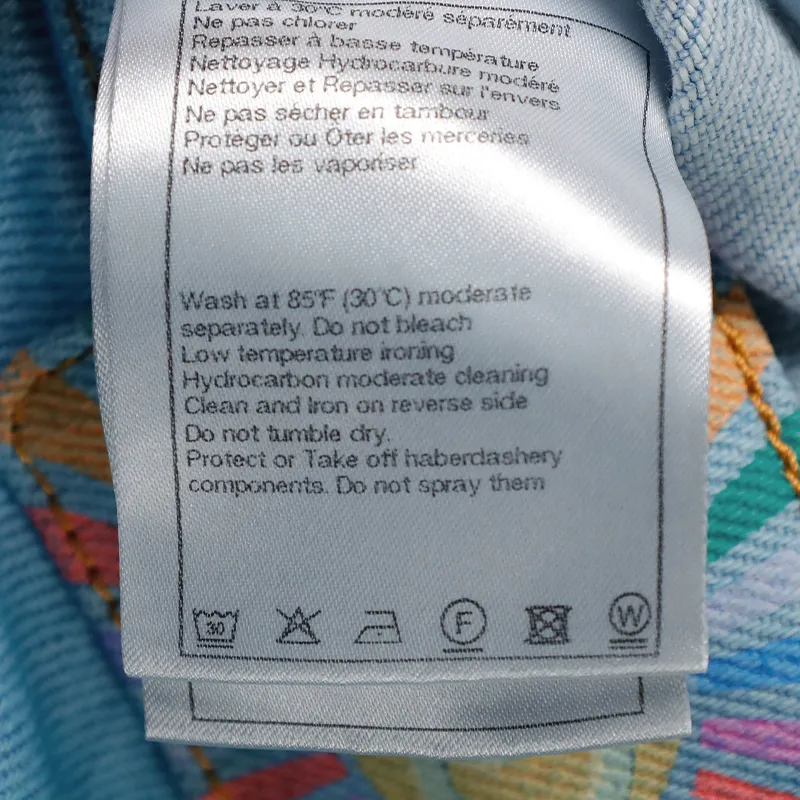 Laver à 30°C modéré séparément
Ne pas chlorer
Repasser à basse température
Nettoyage Hydrocarbure modéré
Nettoyer et Repasser sur l'envers
Ne pas sécher en tambour
Protéger ou Oter les merceries
Ne pas les vaporiser
Wash at 85°F (30°C) moderate
separately. Do not bleach
Low temperature ironing
Hydrocarbon moderate cleaning
Clean and Iron on reverse side
Do not tumble dry.
Protect or Take off haberdashery
components. Do not spray them
30 F W